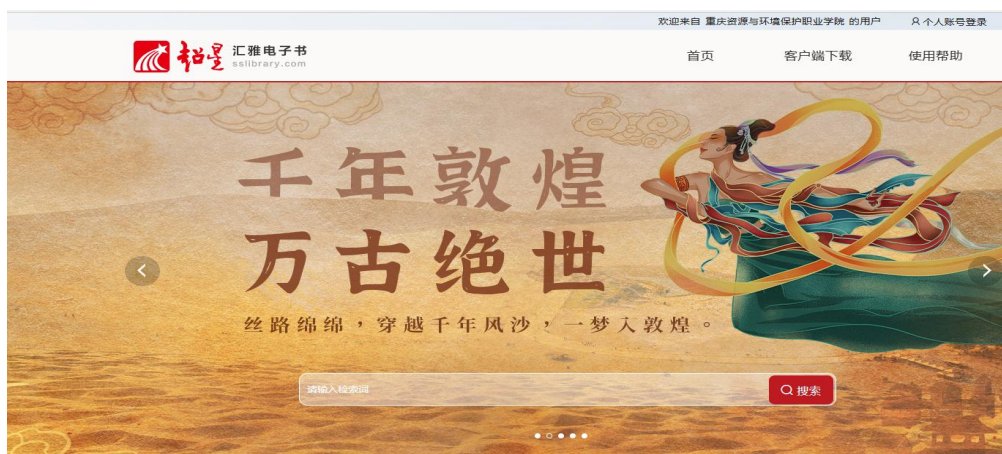 欢迎来自 重庆资源与环境保护职业学院 的用户 个人账号登录
超星 汇雅电子书
sslibrary.com
首页 客户端下载 使用帮助
千年敦煌
万古绝世
丝路绵绵，穿越千年风沙，一梦入敦煌。
请输入检索词 搜索